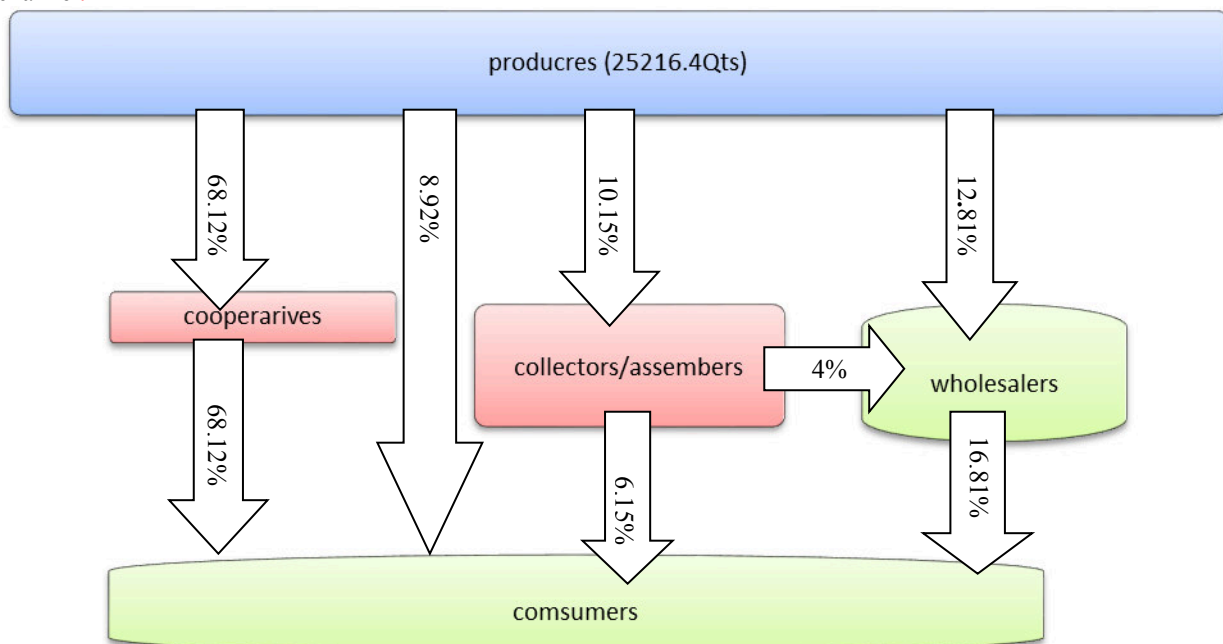 producres (25216.4Qts)
68.12%
8.92%
10.15%
12.81%
cooperarives
collectors/assembers
4%
wholesalers
68.12%
6.15%
16.81%
comsumers